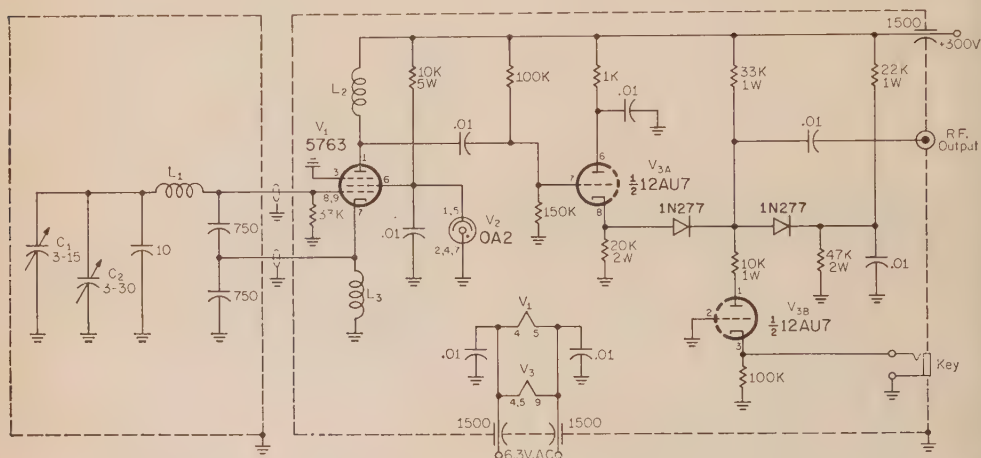 1500
+300V
L₂
10K
5W
100K
1K
.01
33K
1W
22K
1W
V₁
5763
1
3
8,9
7
6
.01
.01
R.F.
Output
L₁
6
7
8
V3A
½ 12AU7
C₁
3-15
C₂
3-30
10
750
750
.01
1,5
2,4,7
V₂
OA2
150K
20K
2W
1N277
1N277
10K
1W
47K
2W
.01
L₃
V₁
4 5
.01
.01
V₃
4,5 9
1500
1500
6.3V.AC
1
2
3
V3B
½ 12AU7
100K
Key